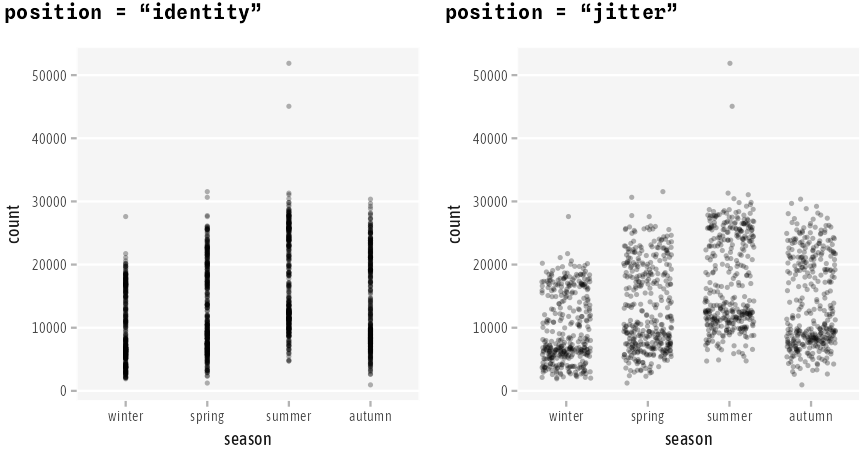 position = “identity”
50000
40000
30000
20000
10000
0
count
winter spring summer autumn
season
position = “jitter”
50000
40000
30000
20000
10000
0
count
winter spring summer autumn
season